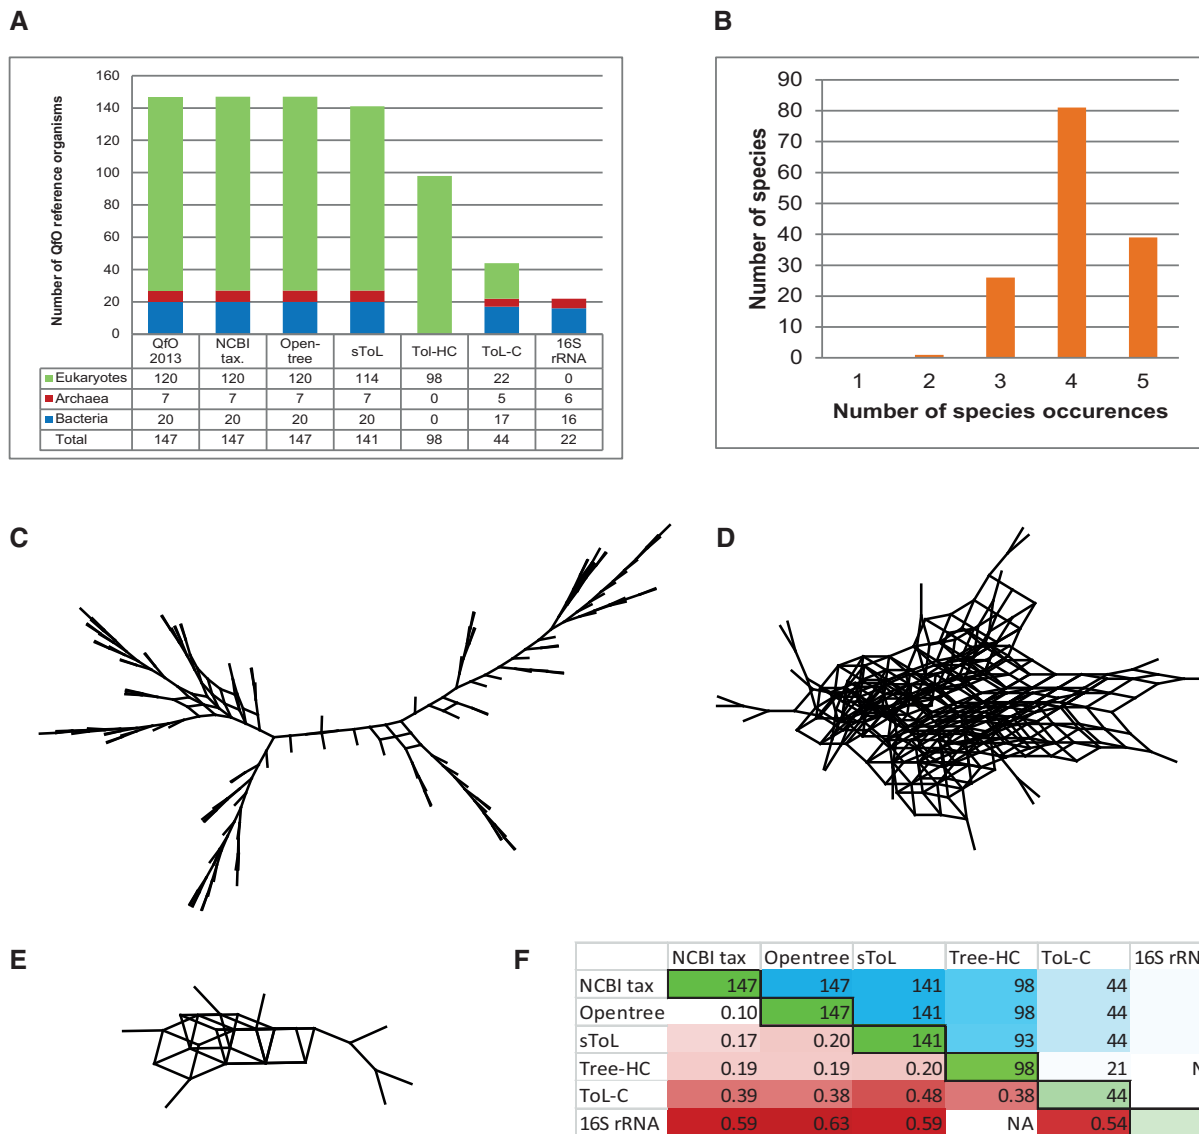 A
B
Number of QfO reference organisms
160
140
120
100
80
60
40
20
0
QfO 2013
NCBI tax.
Open-tree
sToL
Tol-HC
ToL-C
16S rRNA
Eukaryotes 120 120 120 114 98 22 0
Archaea 7 7 7 7 0 5 6
Bacteria 20 20 20 20 0 17 16
Total 147 147 147 141 98 44 22
Number of species
90
80
70
60
50
40
30
20
10
0
1 2 3 4 5
Number of species occurences
C
D
E
F
NCBI tax Opentree sToL Tree-HC ToL-C 16S rRN
NCBI tax 147 147 141 98 44
Opentree 0.10 147 141 98 44
sToL 0.17 0.20 141 93 44
Tree-HC 0.19 0.19 0.20 98 21 N
ToL-C 0.39 0.38 0.48 0.38 44
16S rRNA 0.59 0.63 0.59 NA 0.54